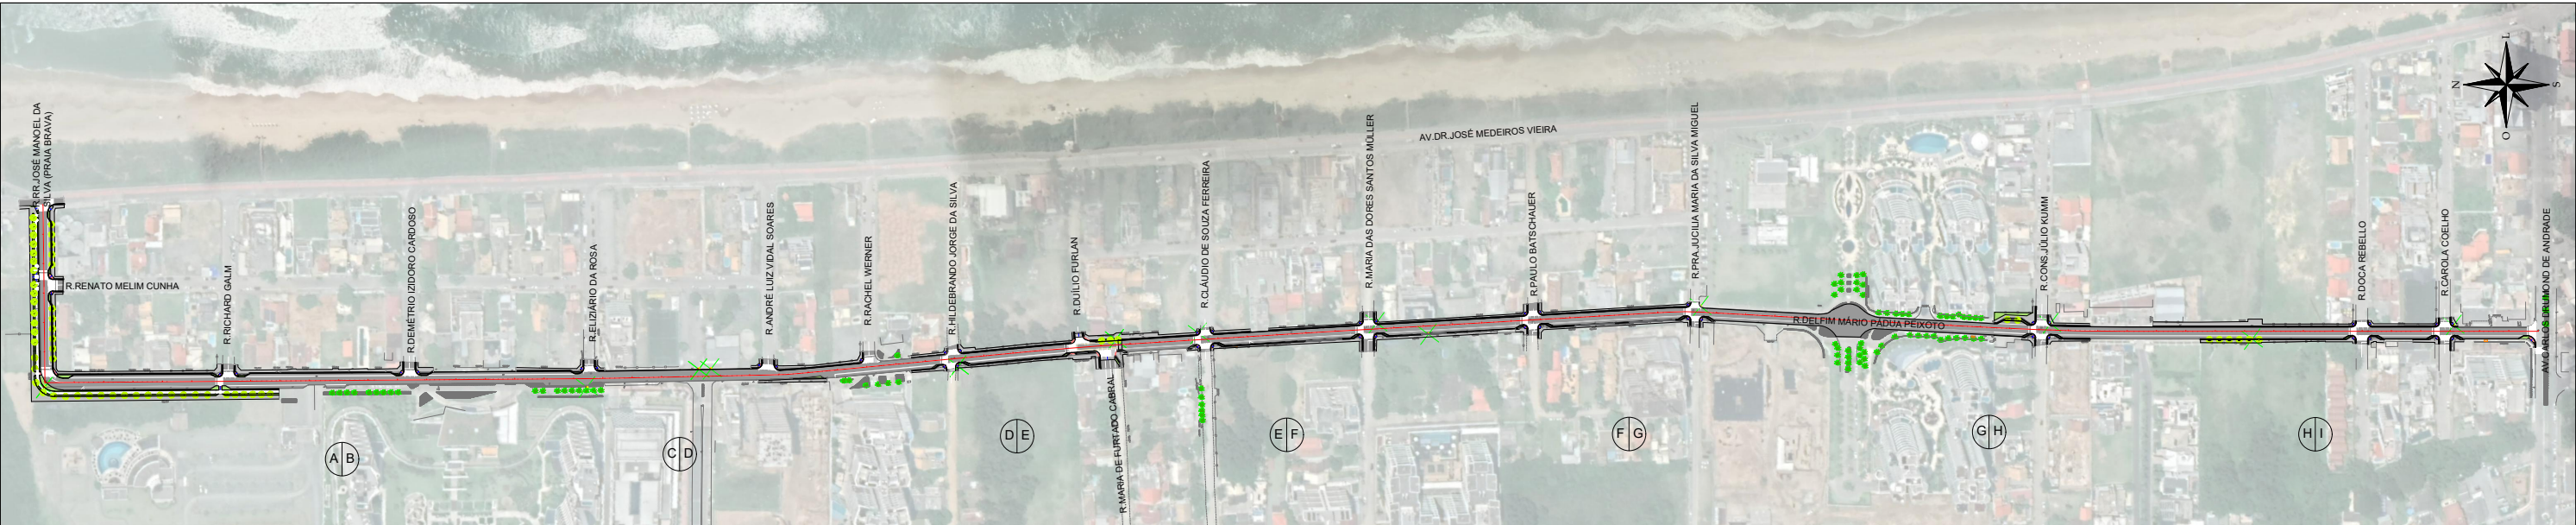 R.RR.JOSÉ MANOEL DA
SILVA (PRAIA BRAVA)
R.RENATO MELIM CUNHA
R.RICHARD GALM
R.DEMÉTRIO IZIDORO CARDOSO
R.ELIZIÁRIO DA ROSA
R.ANDRÉ LUIZ VIDAL SOARES
R.RACHEL WERNER
R.HILDEBRANDO JORGE DA SILVA
R.DUÍLIO FURLAN
R.MARIA DE FURTADO CABRAL
R.CLÁUDIO DE SOUZA FERREIRA
R.MARIA DAS DORES SANTOS MÜLLER
AV.DR.JOSÉ MEDEIROS VIEIRA
R.PAULO BATSCHAUER
R.PRA.JUCILIA MARIA DA SILVA MIGUEL
R.DELFIM MÁRIO PÁDUA PEIXOTO
R.CONS.JÚLIO KUMM
R.DOCA REBELLO
R.CAROLA COELHO
AV.CARLOS DRUMOND DE ANDRADE
L
N
S
O
A B
C D
D E
E F
F G
G H
H I